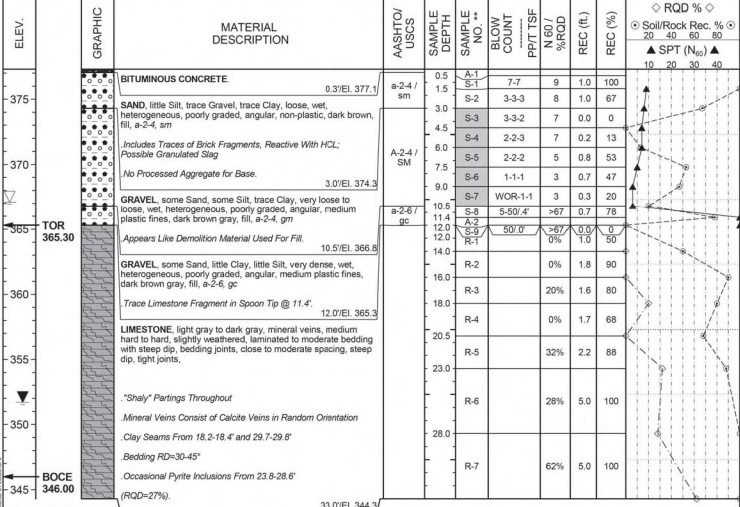 ELEV.
GRAPHIC
MATERIAL
DESCRIPTION
AASHTO/
USCS
SAMPLE
DEPTH
SAMPLE
NO. **
BLOW
COUNT
--------
PP/T TSF
N 60 /
%RQD
REC (ft.)
REC (%)
RQD %
Soil/Rock Rec. %
20 40 60 80
SPT (N60)
10 20 30 40
375
370
365
360
355
350
345
TOR
365.30
BOCE
346.00
BITUMINOUS CONCRETE.
0.3'/El. 377.1
SAND, little Silt, trace Gravel, trace Clay, loose, wet,
heterogeneous, poorly graded, angular, non-plastic, dark brown,
fill, a-2-4, sm
.Includes Traces of Brick Fragments, Reactive With HCL;
Possible Granulated Slag
.No Processed Aggregate for Base.
3.0'/El. 374.3
GRAVEL, some Sand, some Silt, trace Clay, very loose to
loose, wet, heterogeneous, poorly graded, angular, medium
plastic fines, dark brown gray, fill, a-2-4, gm
.Appears Like Demolition Material Used For Fill.
10.5'/El. 366.8
GRAVEL, some Sand, little Clay, little Silt, very dense, wet,
heterogeneous, poorly graded, angular, medium plastic fines,
dark brown gray, fill, a-2-6, gc
.Trace Limestone Fragment in Spoon Tip @ 11.4'.
12.0'/El. 365.3
LIMESTONE, light gray to dark gray, mineral veins, medium
hard to hard, slightly weathered, laminated to moderate bedding
with steep dip, bedding joints, close to moderate spacing, steep
dip, tight joints,
."Shaly" Partings Throughout
.Mineral Veins Consist of Calcite Veins in Random Orientation
.Clay Seams From 18.2-18.4' and 29.7-29.8'
.Bedding RD=30-45°
.Occasional Pyrite Inclusions From 23.8-28.6'
(RQD=27%).
33.0'/El. 344.3
a-2-4 /
sm
A-2-4 /
SM
a-2-6 /
gc
0.5
1.5
3.0
4.5
6.0
7.5
9.0
10.5
11.4
12.0
14.0
16.0
18.0
20.5
23.0
28.0
A-1
S-1 7-7 9 1.0 100
S-2 3-3-3 8 1.0 67
S-3 3-3-2 7 0.0 0
S-4 2-2-3 7 0.2 13
S-5 2-2-2 5 0.8 53
S-6 1-1-1 3 0.7 47
S-7 WOR-1-1 3 0.3 20
S-8 5-50/.4' >67 0.7 78
A-2
S-9 50/.0' >67 0.0 0
R-1 0% 1.0 50
R-2 0% 1.8 90
R-3 20% 1.6 80
R-4 0% 1.7 68
R-5 32% 2.2 88
R-6 28% 5.0 100
R-7 62% 5.0 100